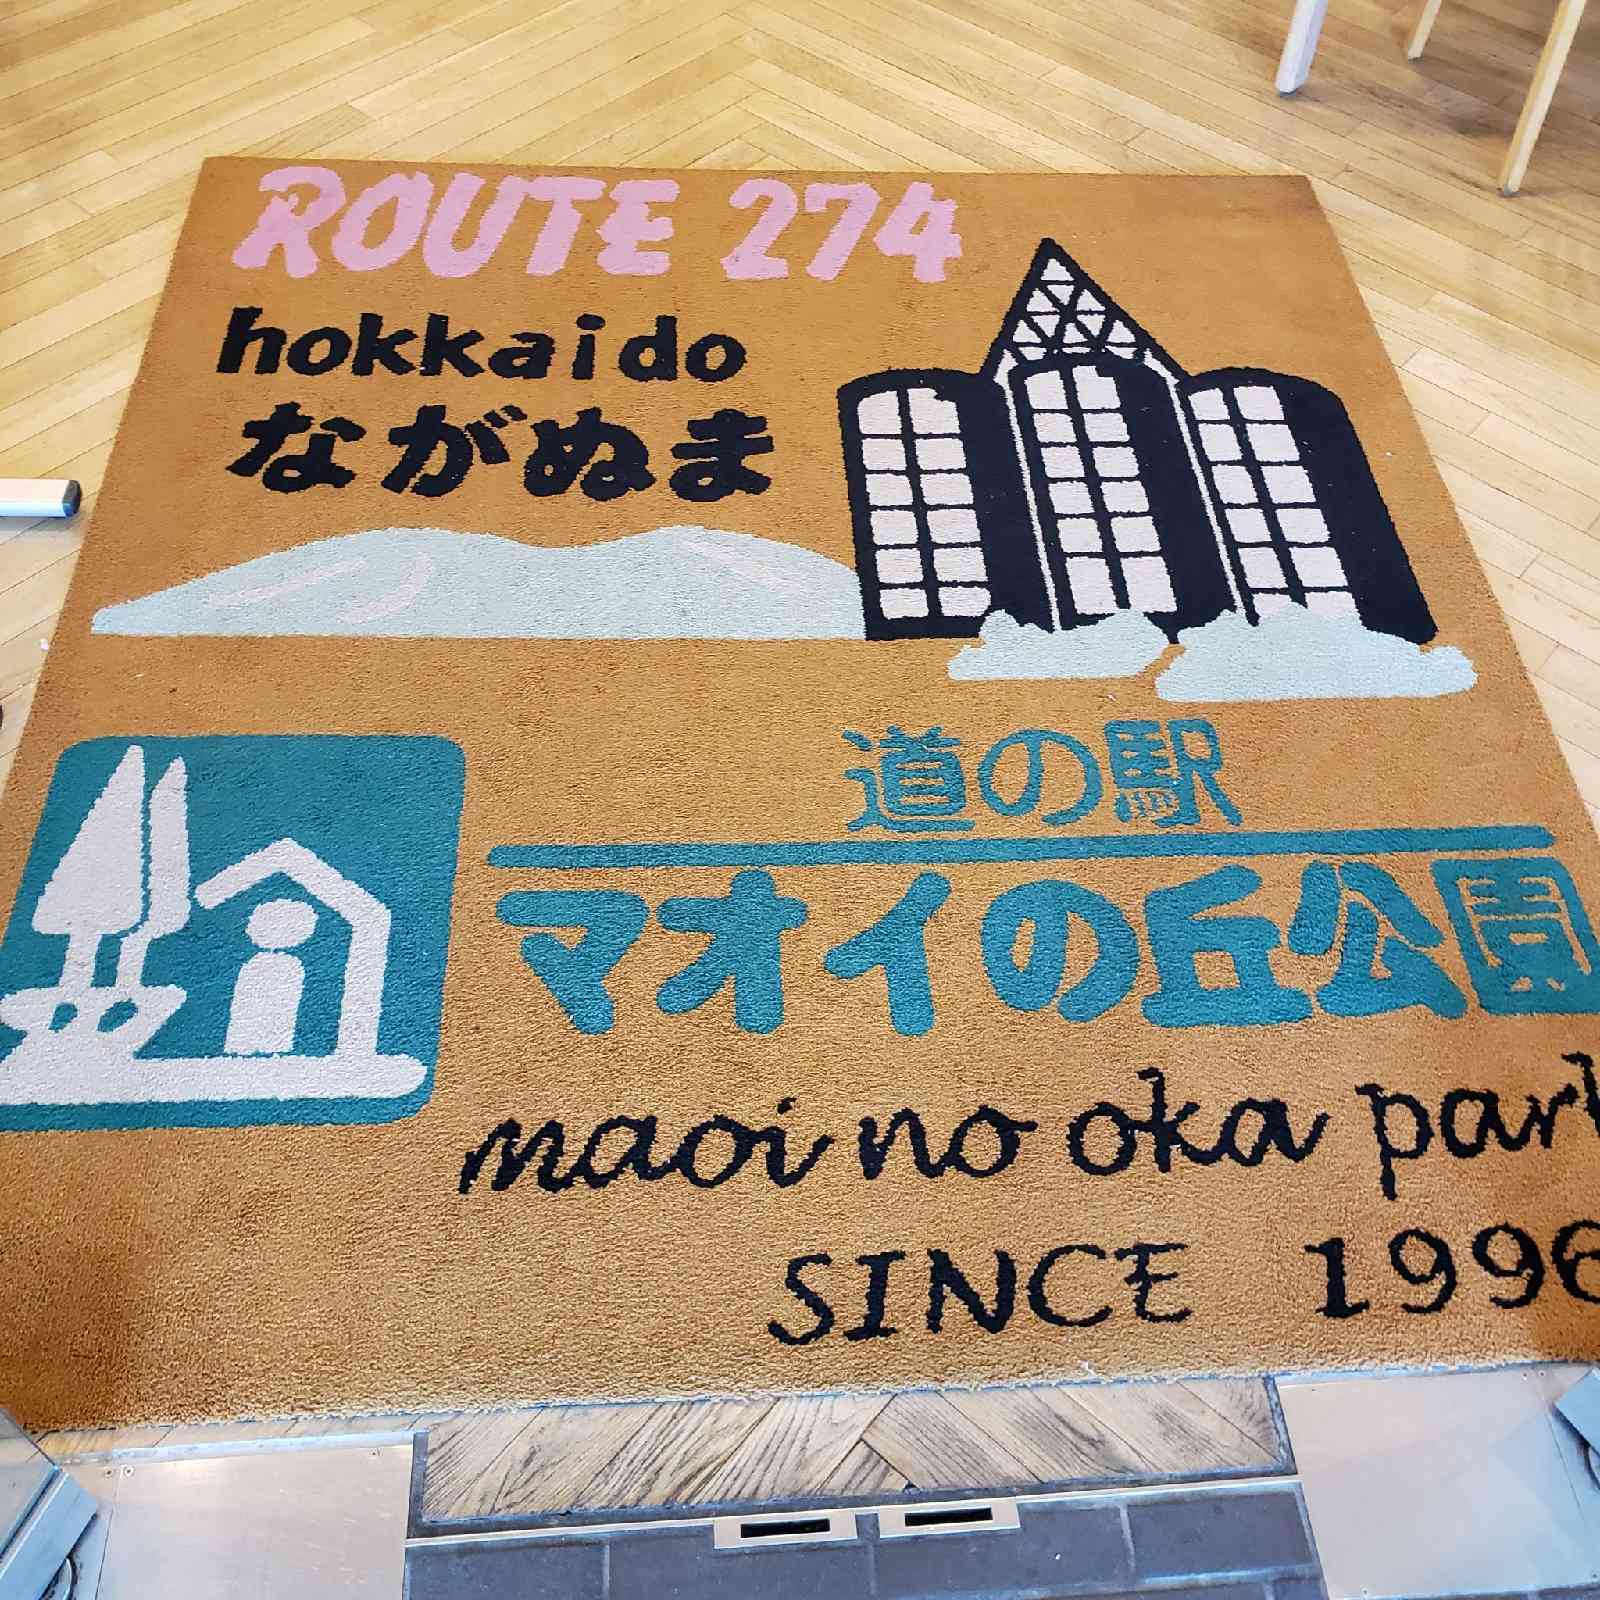 ROUTE 274
hokkaido
ながぬま
道の駅
マオイの丘公園
maoi no oka park
SINCE 1996